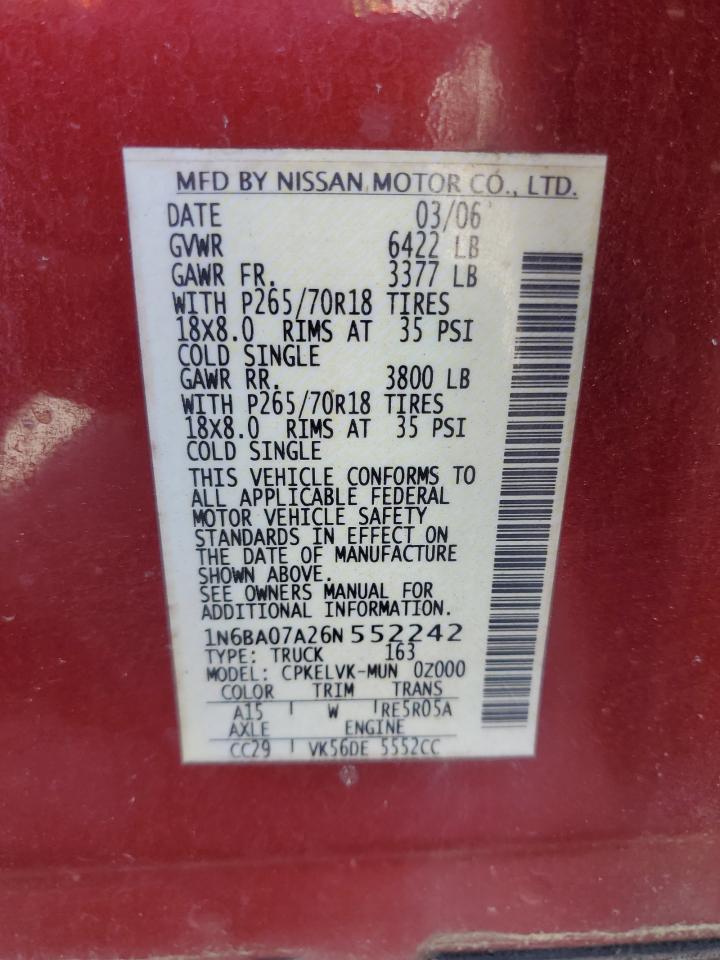 MFD BY NISSAN MOTOR CO., LTD.
DATE 03/06
GVWR 6422 LB
GAWR FR. 3377 LB
WITH P265/70R18 TIRES
18X8.0 RIMS AT 35 PSI
COLD SINGLE
GAWR RR. 3800 LB
WITH P265/70R18 TIRES
18X8.0 RIMS AT 35 PSI
COLD SINGLE
THIS VEHICLE CONFORMS TO
ALL APPLICABLE FEDERAL
MOTOR VEHICLE SAFETY
STANDARDS IN EFFECT ON
THE DATE OF MANUFACTURE
SHOWN ABOVE.
SEE OWNERS MANUAL FOR
ADDITIONAL INFORMATION.
1N6BA07A26N 552242
TYPE: TRUCK 163
MODEL: CPKELVK-MUN 0Z000
COLOR TRIM TRANS
A15 W RE5R05A
AXLE ENGINE
CC29 VK56DE 5552CC